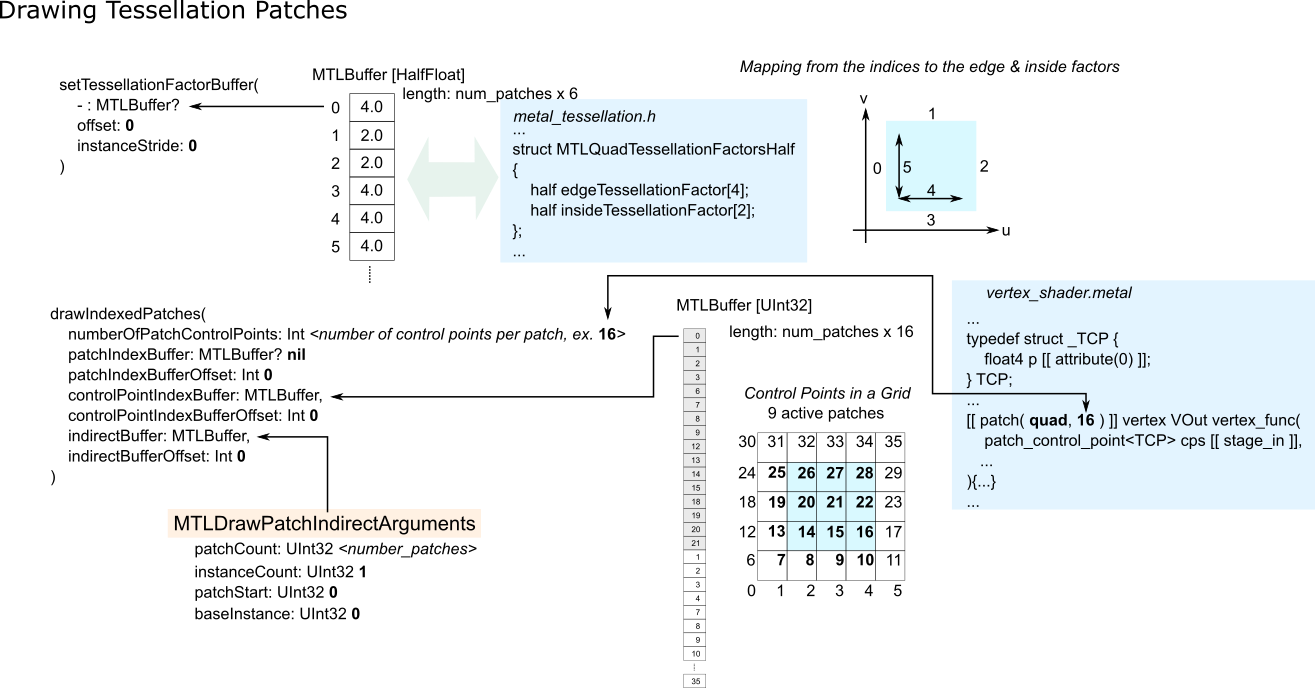 Drawing Tessellation Patches
setTessellationFactorBuffer(
- : MTLBuffer?
offset: 0
instanceStride: 0
)
MTLBuffer [HalfFloat]
length: num_patches x 6
0 4.0
1 2.0
2 2.0
3 4.0
4 4.0
5 4.0
metal_tessellation.h
...
struct MTLQuadTessellationFactorsHalf
{
half edgeTessellationFactor[4];
half insideTessellationFactor[2];
};
...
Mapping from the indices to the edge & inside factors
v
1
0
5
2
4
3
u
drawIndexedPatches(
numberOfPatchControlPoints: Int <number of control points per patch, ex. 16>
patchIndexBuffer: MTLBuffer? nil
patchIndexBufferOffset: Int 0
controlPointIndexBuffer: MTLBuffer,
controlPointIndexBufferOffset: Int 0
indirectBuffer: MTLBuffer,
indirectBufferOffset: Int 0
)
MTLDrawPatchIndirectArguments
patchCount: UInt32 <number_patches>
instanceCount: UInt32 1
patchStart: UInt32 0
baseInstance: UInt32 0
MTLBuffer [UInt32]
length: num_patches x 16
0
1
2
3
6
7
8
9
12
13
14
15
18
19
20
21
1
2
3
4
7
8
9
10
35
Control Points in a Grid
9 active patches
30 31 32 33 34 35
24 25 26 27 28 29
18 19 20 21 22 23
12 13 14 15 16 17
6 7 8 9 10 11
0 1 2 3 4 5
vertex_shader.metal
...
typedef struct _TCP {
float4 p [[ attribute(0) ]];
} TCP;
...
[[ patch( quad, 16 ) ]] vertex VOut vertex_func(
patch_control_point<TCP> cps [[ stage_in ]],
...
){...}
...